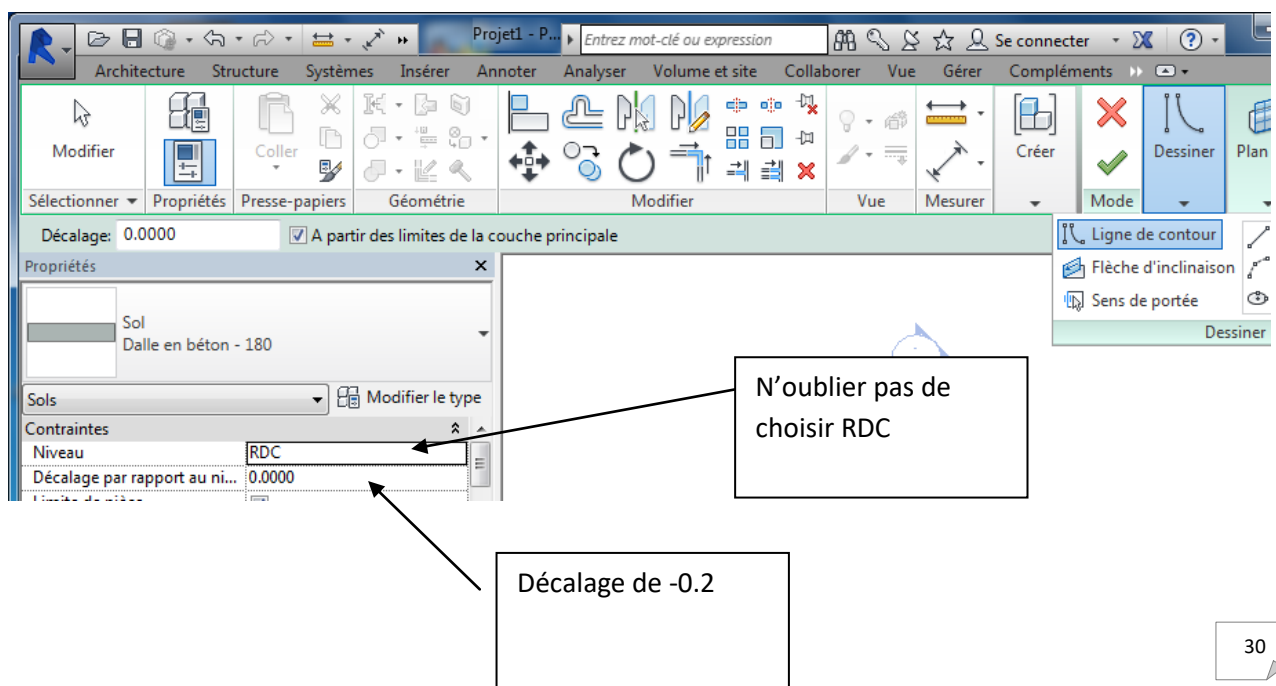 Projet1 - P... Entrez mot-clé ou expression Se connecter
Architecture Structure Systèmes Insérer Annoter Analyser Volume et site Collaborer Vue Gérer Compléments
Modifier Coller Créer Dessiner Plan
Sélectionner Propriétés Presse-papiers Géométrie Modifier Vue Mesurer Mode
Décalage: 0.0000 A partir des limites de la couche principale
Ligne de contour
Flèche d'inclinaison
Sens de portée
Dessiner
Propriétés
Sol
Dalle en béton - 180
Sols Modifier le type
Contraintes
Niveau RDC
Décalage par rapport au ni... 0.0000
N’oublier pas de
choisir RDC
Décalage de -0.2
30